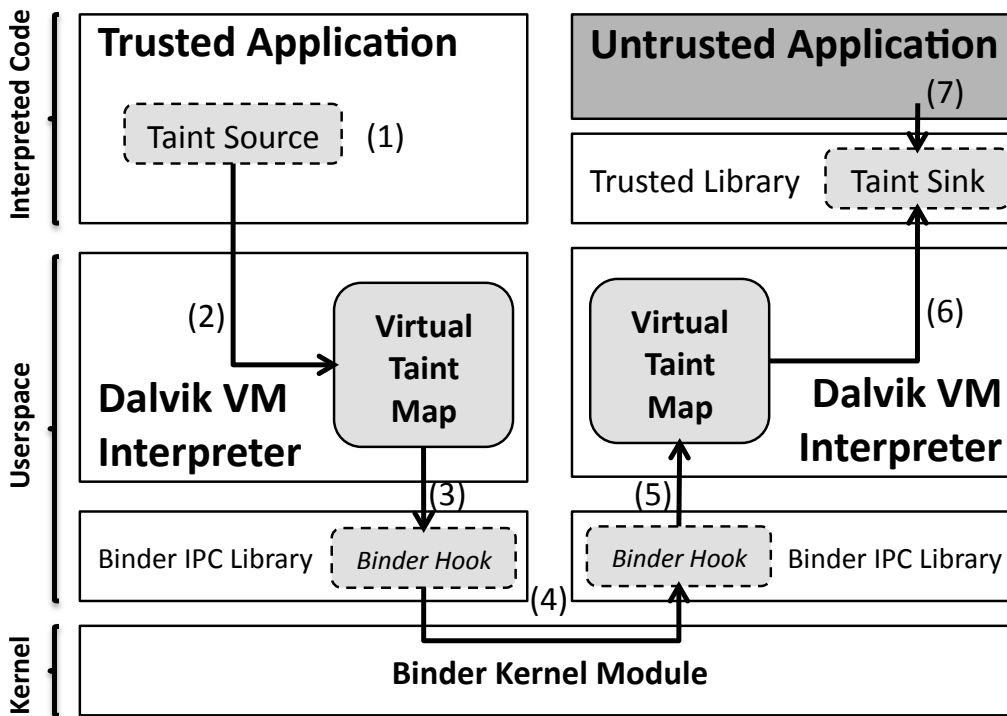 Interpreted Code
Trusted Application
Taint Source
(1)
Untrusted Application
(7)
Trusted Library
Taint Sink
Userspace
(2)
Virtual
Taint
Map
Dalvik VM
Interpreter
(3)
Virtual
Taint
Map
(6)
Dalvik VM
Interpreter
(5)
Binder IPC Library
Binder Hook
(4)
Binder Hook
Binder IPC Library
Kernel
Binder Kernel Module